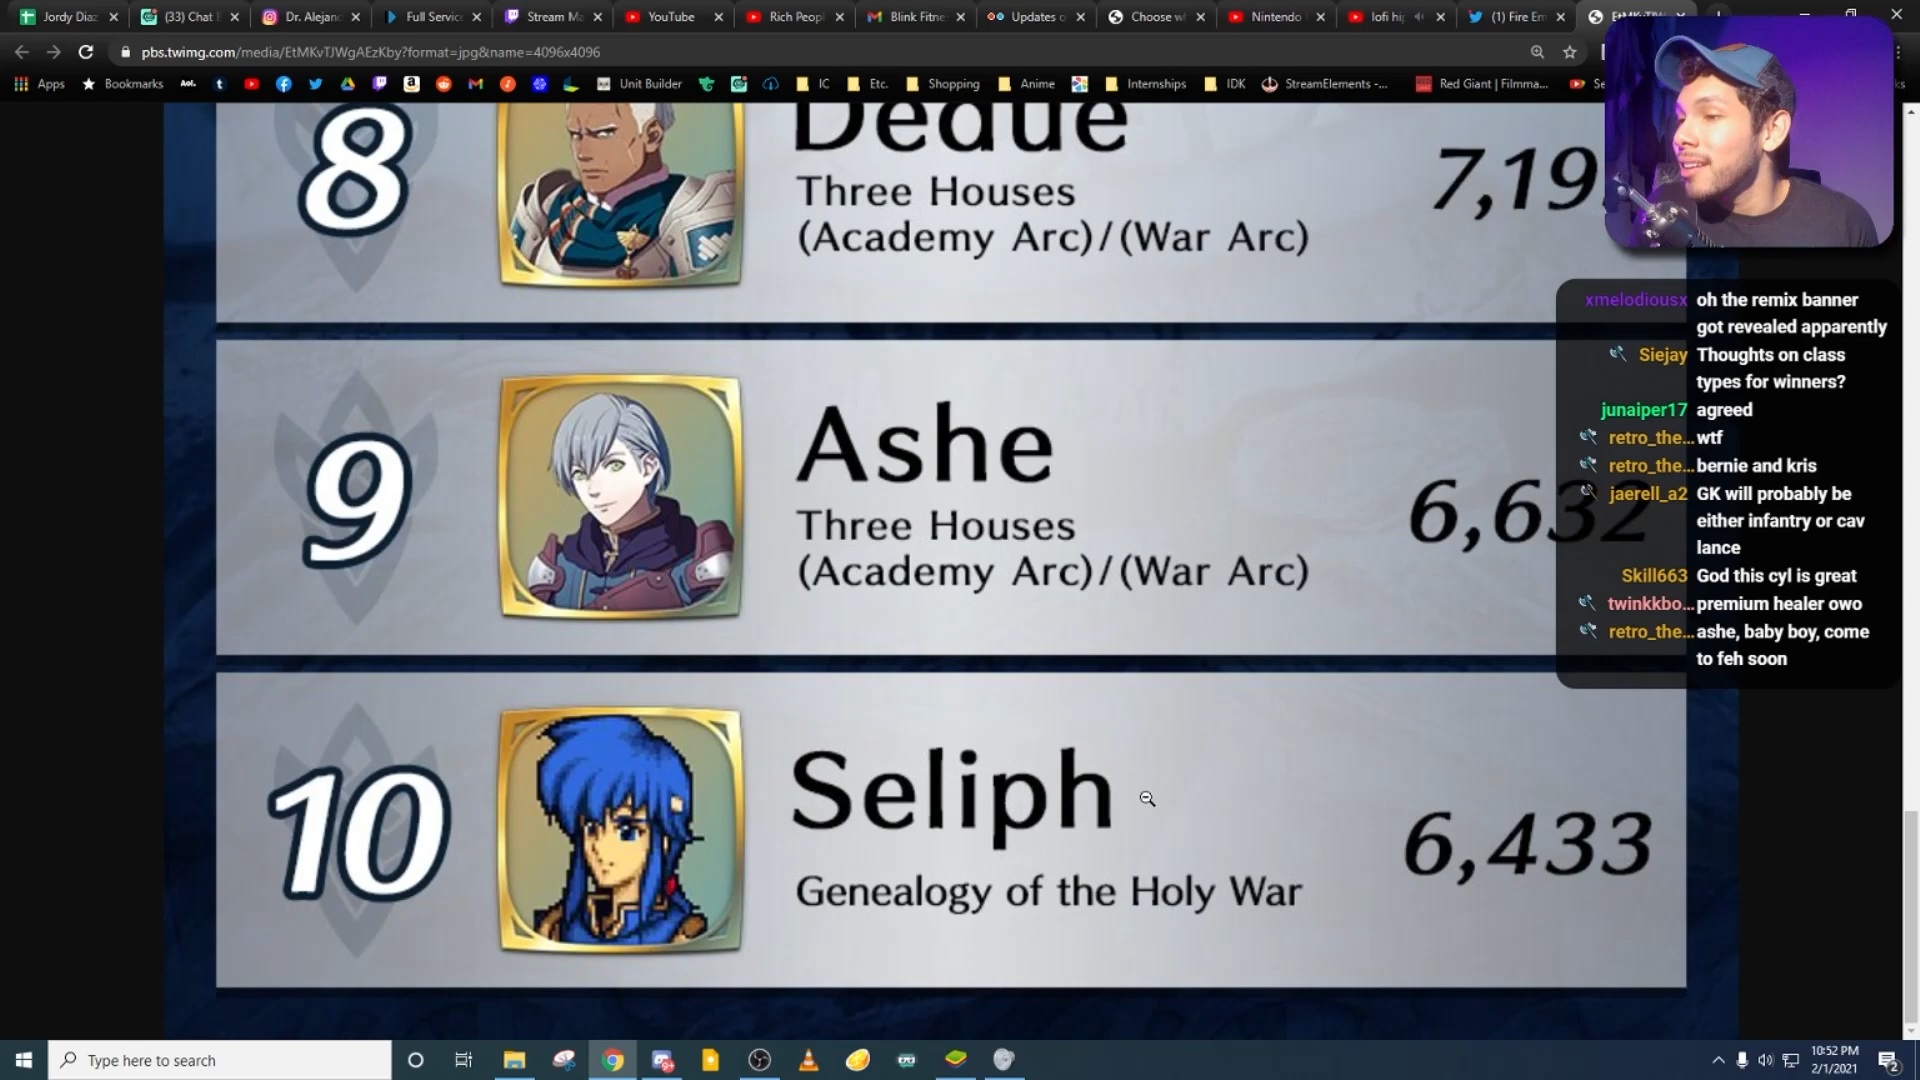 Jordy Diaz
(33) Chat
Dr. Alejan
Full Servic
Stream Ma
YouTube
Rich Peopl
Blink Fitne
Updates o
Choose w
Nintendo
lofi hi
(1) Fire Em
pbs.twimg.com/media/EtMKvTJWgAEzKby?format=jpg&name=4096x4096
Apps
Bookmarks
Aol.
Unit Builder
IC
Etc.
Shopping
Anime
Internships
IDK
StreamElements -...
Red Giant | Filmma...
8
Dedue
Three Houses
(Academy Arc)/(War Arc)
7,19
9
Ashe
Three Houses
(Academy Arc)/(War Arc)
6,632
10
Seliph
Genealogy of the Holy War
6,433
xmelodiousx oh the remix banner
got revealed apparently
Siejay Thoughts on class
types for winners?
junaiper17 agreed
retro_the... wtf
retro_the... bernie and kris
jaerell_a2 GK will probably be
either infantry or cav
lance
Skill663 God this cyl is great
twinkkbo... premium healer owo
retro_the... ashe, baby boy, come
to feh soon
Type here to search
10:52 PM
2/1/2021